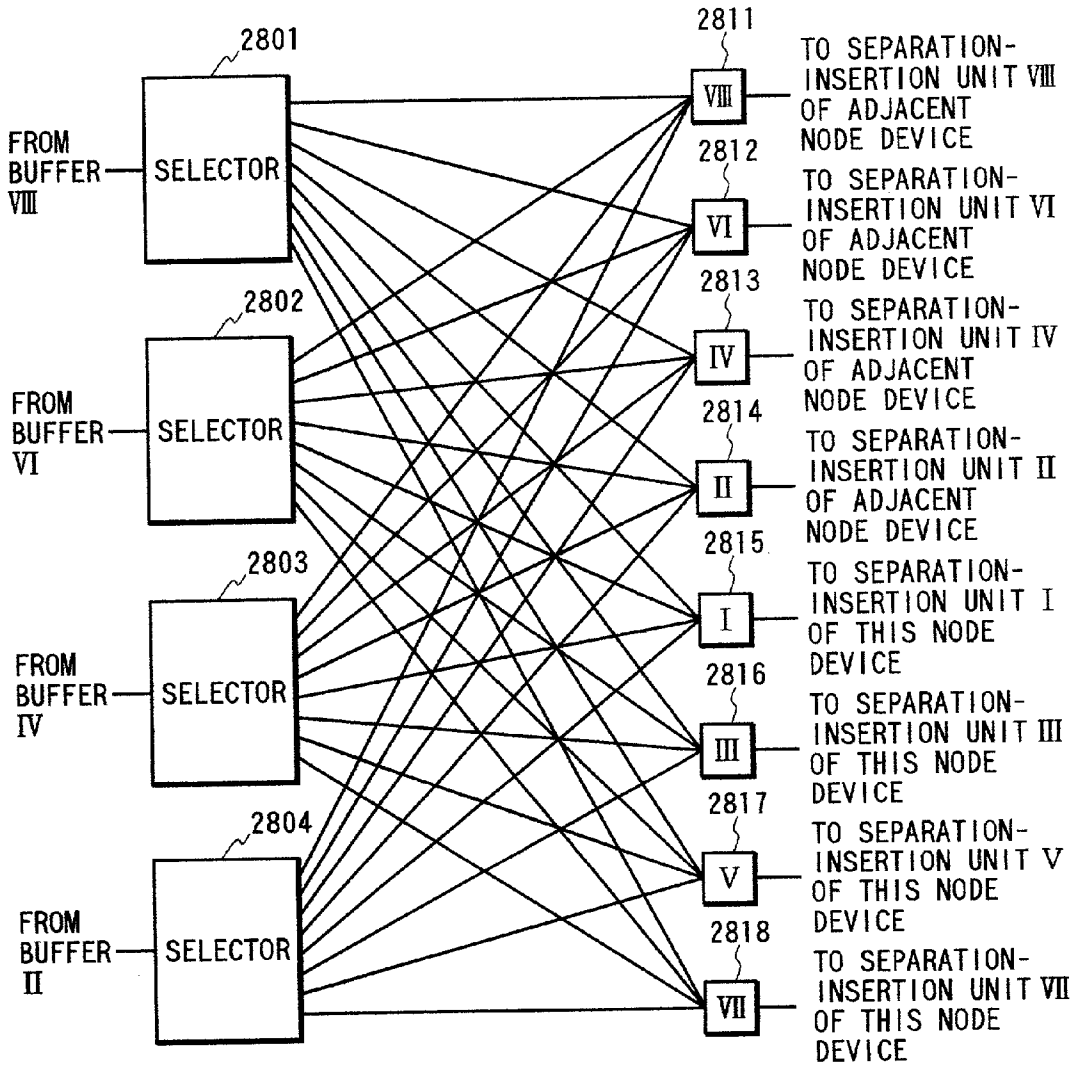 2801
FROM
BUFFER
VIII
SELECTOR
2802
FROM
BUFFER
VI
SELECTOR
2803
FROM
BUFFER
IV
SELECTOR
2804
FROM
BUFFER
II
SELECTOR
2811
VIII
TO SEPARATION-
INSERTION UNIT VIII
OF ADJACENT
NODE DEVICE
2812
VI
TO SEPARATION-
INSERTION UNIT VI
OF ADJACENT
NODE DEVICE
2813
IV
TO SEPARATION-
INSERTION UNIT IV
OF ADJACENT
NODE DEVICE
2814
II
TO SEPARATION-
INSERTION UNIT II
OF ADJACENT
NODE DEVICE
2815
I
TO SEPARATION-
INSERTION UNIT I
OF THIS NODE
DEVICE
2816
III
TO SEPARATION-
INSERTION UNIT III
OF THIS NODE
DEVICE
2817
V
TO SEPARATION-
INSERTION UNIT V
OF THIS NODE
DEVICE
2818
VII
TO SEPARATION-
INSERTION UNIT VII
OF THIS NODE
DEVICE